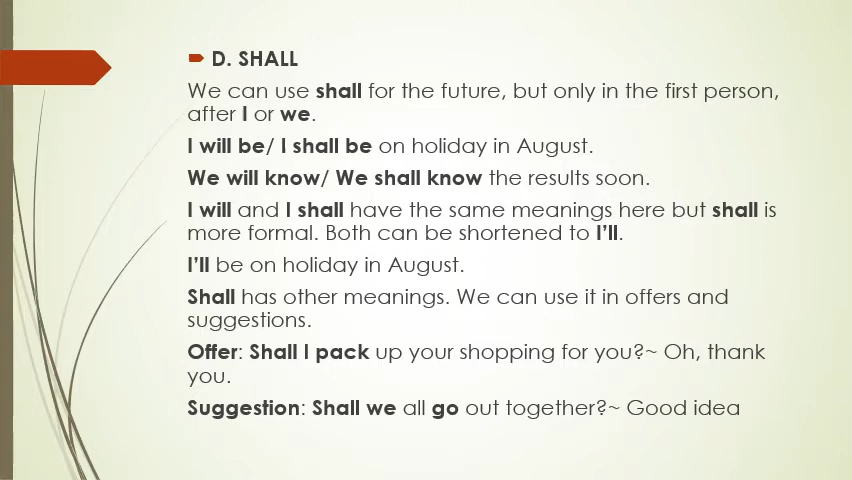 D. SHALL
We can use shall for the future, but only in the first person,
after I or we.
I will be/ I shall be on holiday in August.
We will know/ We shall know the results soon.
I will and I shall have the same meanings here but shall is
more formal. Both can be shortened to I’ll.
I’ll be on holiday in August.
Shall has other meanings. We can use it in offers and
suggestions.
Offer: Shall I pack up your shopping for you?~ Oh, thank
you.
Suggestion: Shall we all go out together?~ Good idea